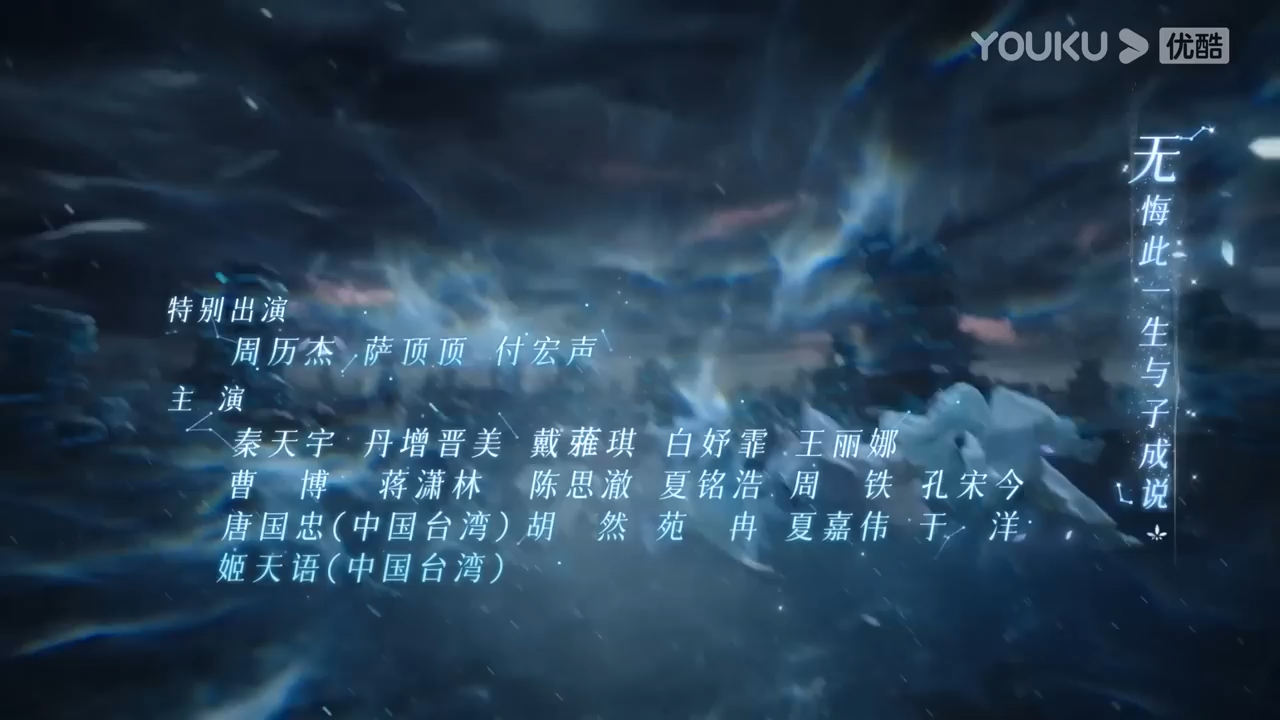 YOUKU 优酷
特别出演
周历杰 萨顶顶 付宏声
主 演
秦天宇 丹增晋美 戴蕥琪 白妤霏 王丽娜
曹 博 蒋潇林 陈思澈 夏铭浩 周 铁 孔宋今
唐国忠(中国台湾) 胡 然 苑 冉 夏嘉伟 于 洋
姬天语(中国台湾)
无悔此一生与子成说